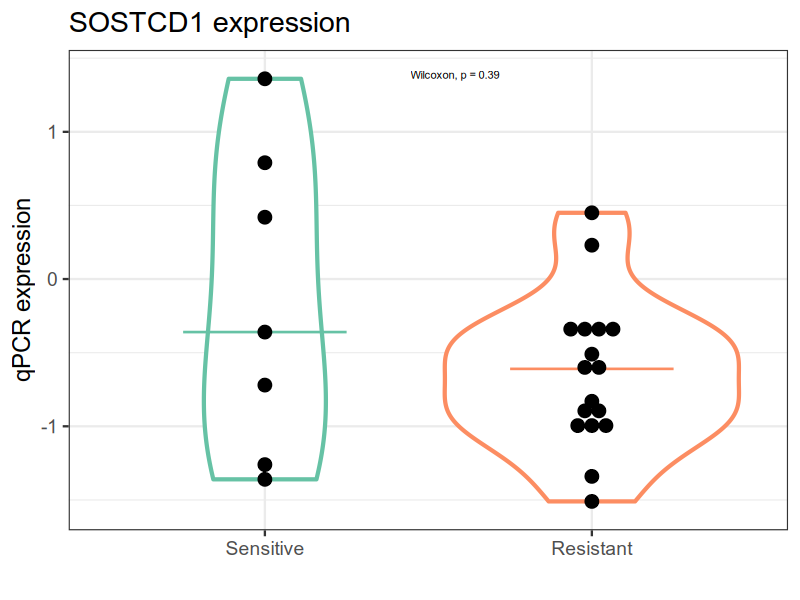 SOSTCD1 expression
Wilcoxon, p = 0.39
qPCR expression
1
0
-1
Sensitive
Resistant